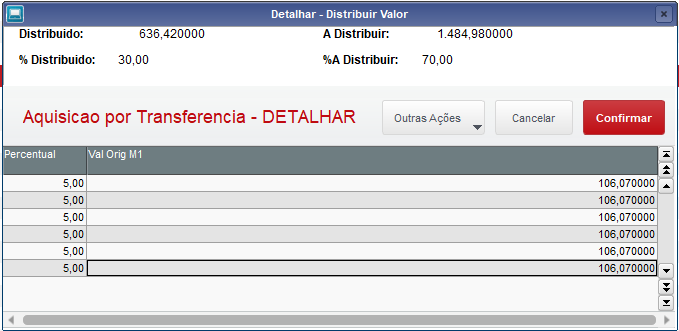 Detalhar - Distribuir Valor
Distribuido: 636,420000 A Distribuir: 1.484,980000
% Distribuido: 30,00 %A Distribuir: 70,00
Aquisicao por Transferencia - DETALHAR Outras Ações Cancelar Confirmar
Percentual Val Orig M1
5,00 106,070000
5,00 106,070000
5,00 106,070000
5,00 106,070000
5,00 106,070000
5,00 106,070000